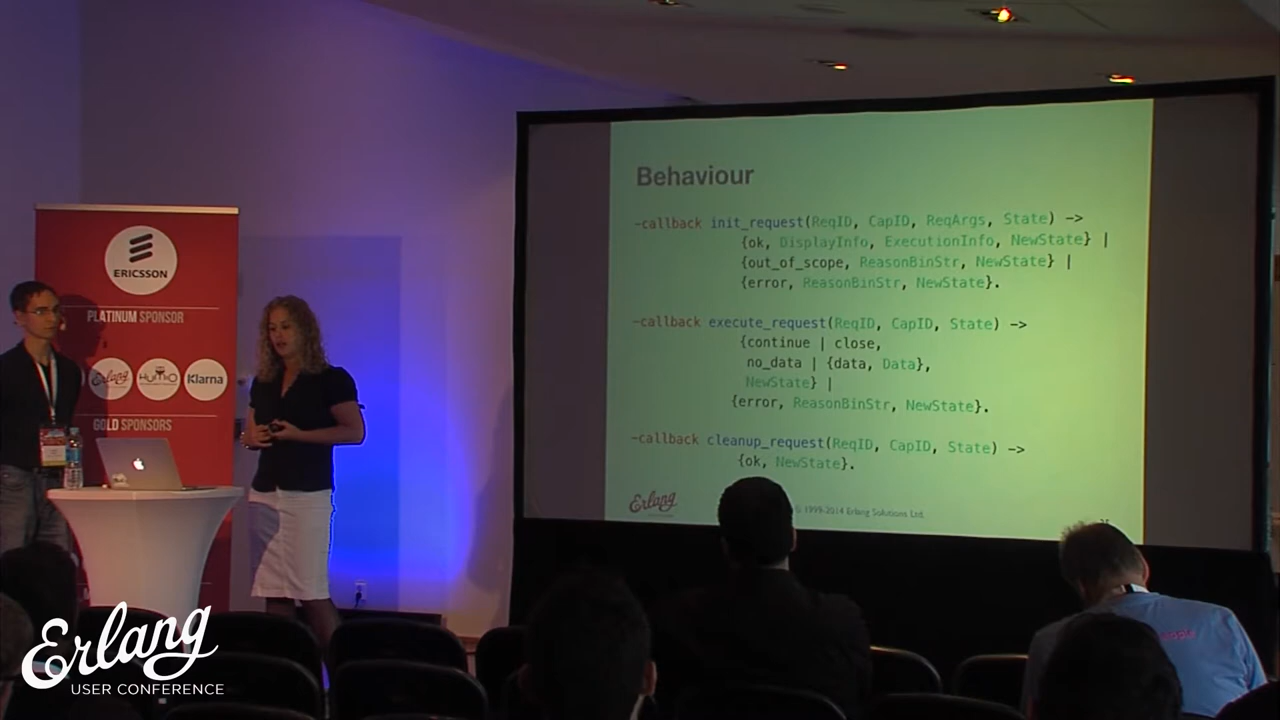 ERICSSON
PLATINUM SPONSOR
Erlang
HUMIO
Klarna
GOLD SPONSORS
Behaviour
-callback init_request(ReqID, CapID, ReqArgs, State) ->
{ok, DisplayInfo, ExecutionInfo, NewState} |
{out_of_scope, ReasonBinStr, NewState} |
{error, ReasonBinStr, NewState}.
-callback execute_request(ReqID, CapID, State) ->
{continue | close,
no_data | {data, Data},
NewState} |
{error, ReasonBinStr, NewState}.
-callback cleanup_request(ReqID, CapID, State) ->
{ok, NewState}.
Erlang
© 1999-2014 Erlang Solutions Ltd.
Erlang
USER CONFERENCE